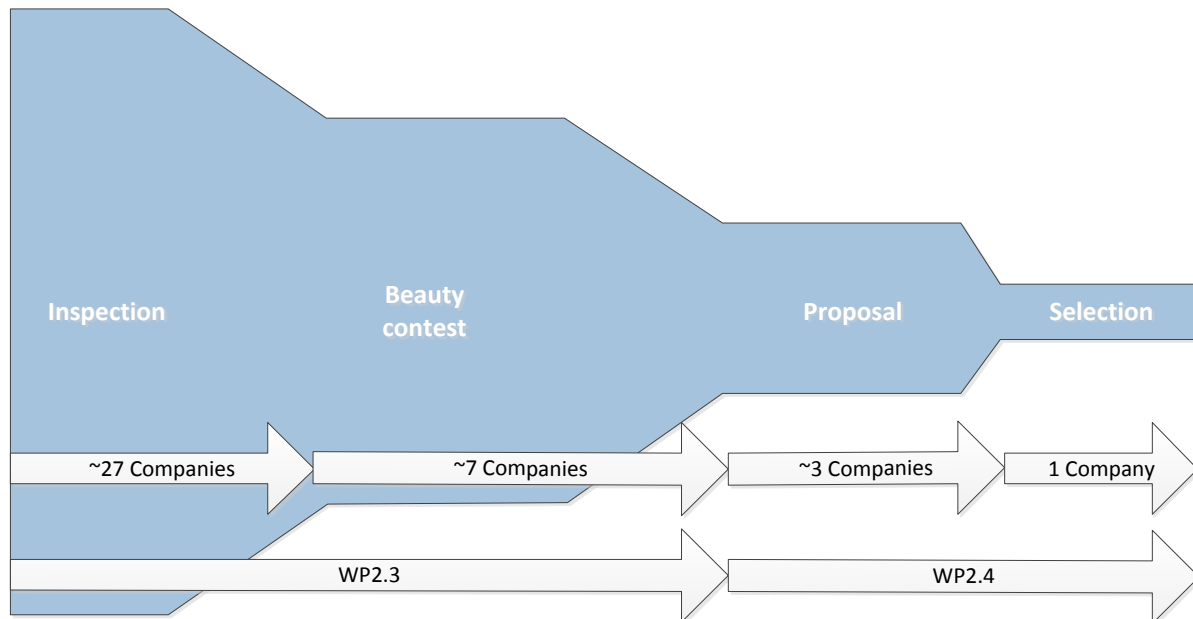 Inspection
Beauty
contest
Proposal
Selection
~27 Companies
~7 Companies
~3 Companies
1 Company
WP2.3
WP2.4